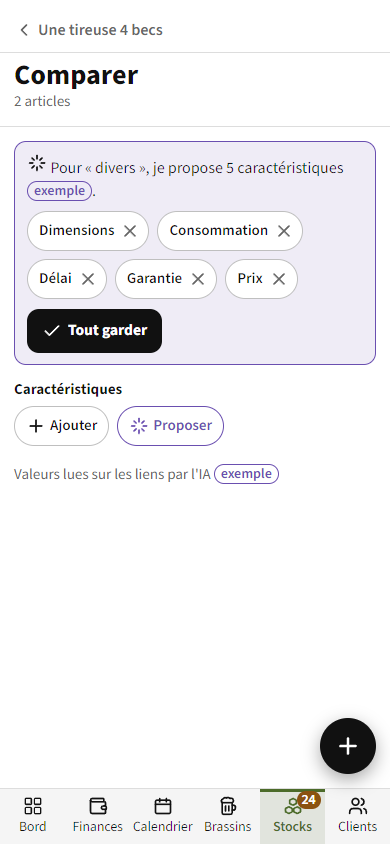 Une tireuse 4 becs
Comparer
2 articles
Pour « divers », je propose 5 caractéristiques
exemple.
Dimensions
Consommation
Délai
Garantie
Prix
Tout garder
Caractéristiques
Ajouter
Proposer
Valeurs lues sur les liens par l'IA exemple
24
Bord
Finances
Calendrier
Brassins
Stocks
Clients